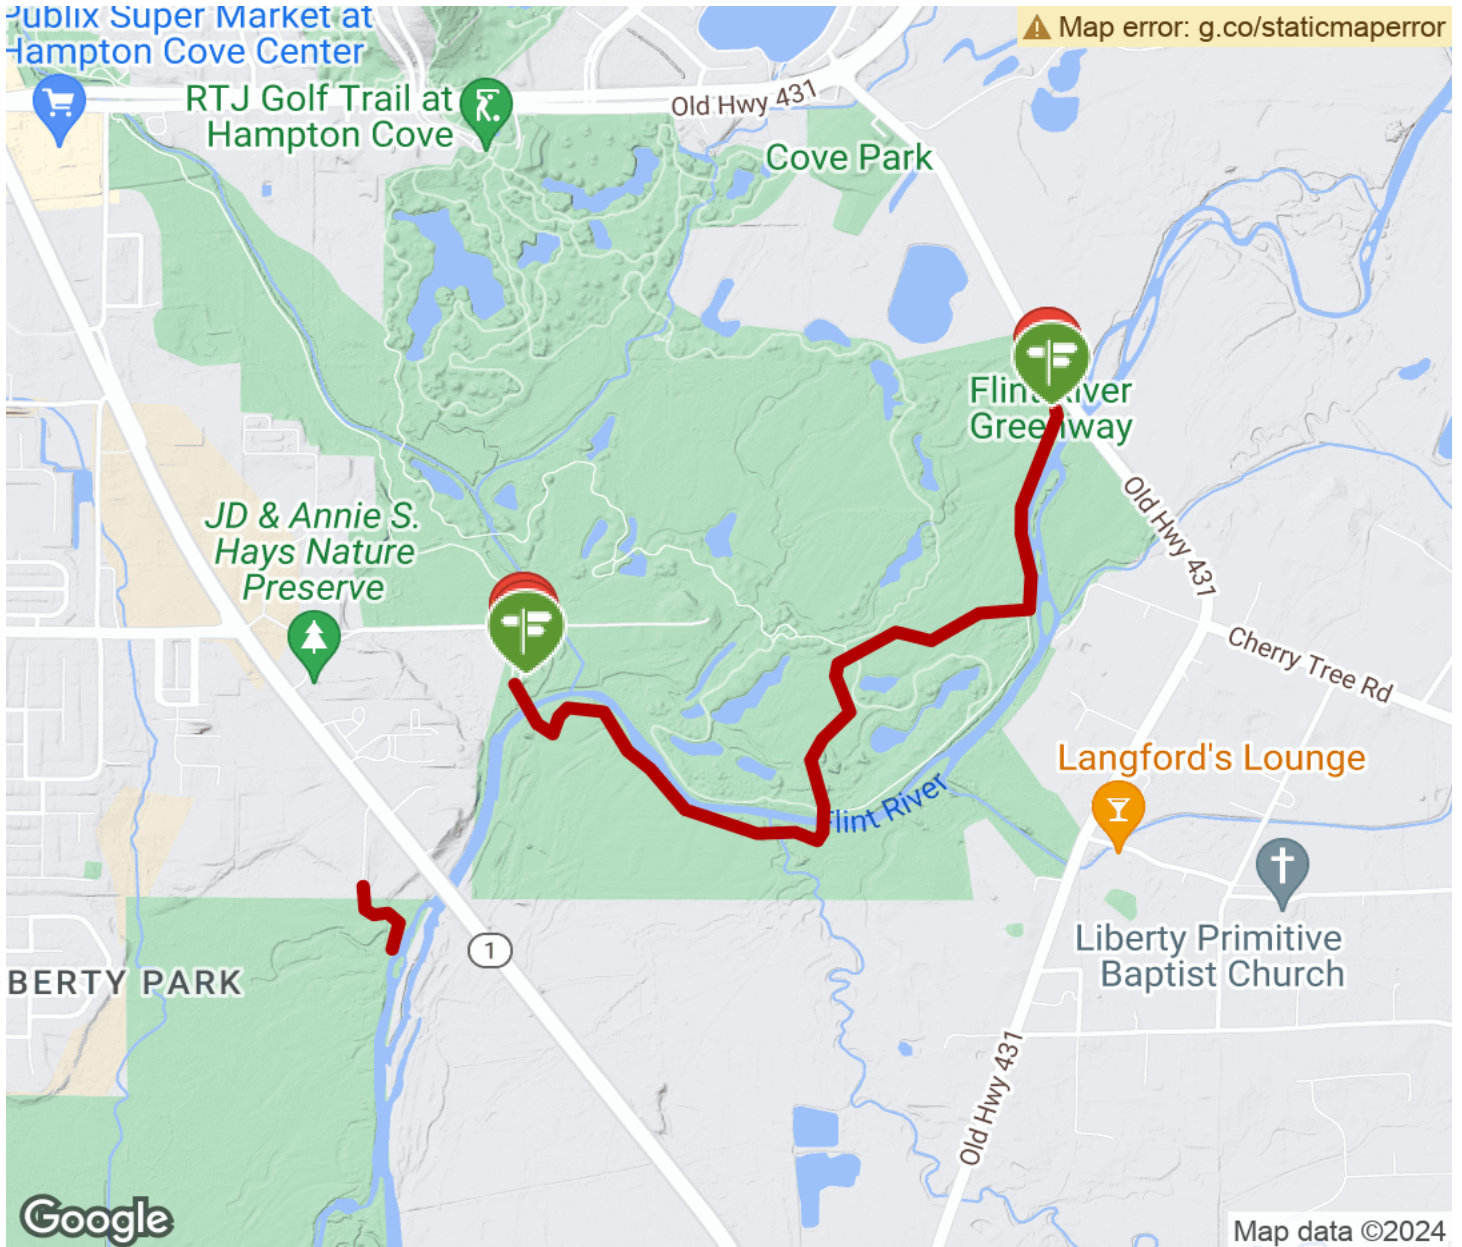 Publix Super Market at
Hampton Cove Center
Map error: g.co/staticmaperror
RTJ Golf Trail at
Hampton Cove
Old Hwy 431
Cove Park
Flint River
Greenway
Old Hwy 431
JD & Annie S.
Hays Nature
Preserve
Cherry Tree Rd
Langford's Lounge
Flint River
Liberty Primitive
Baptist Church
1
BERTY PARK
Old Hwy 431
Google
Map data ©2024